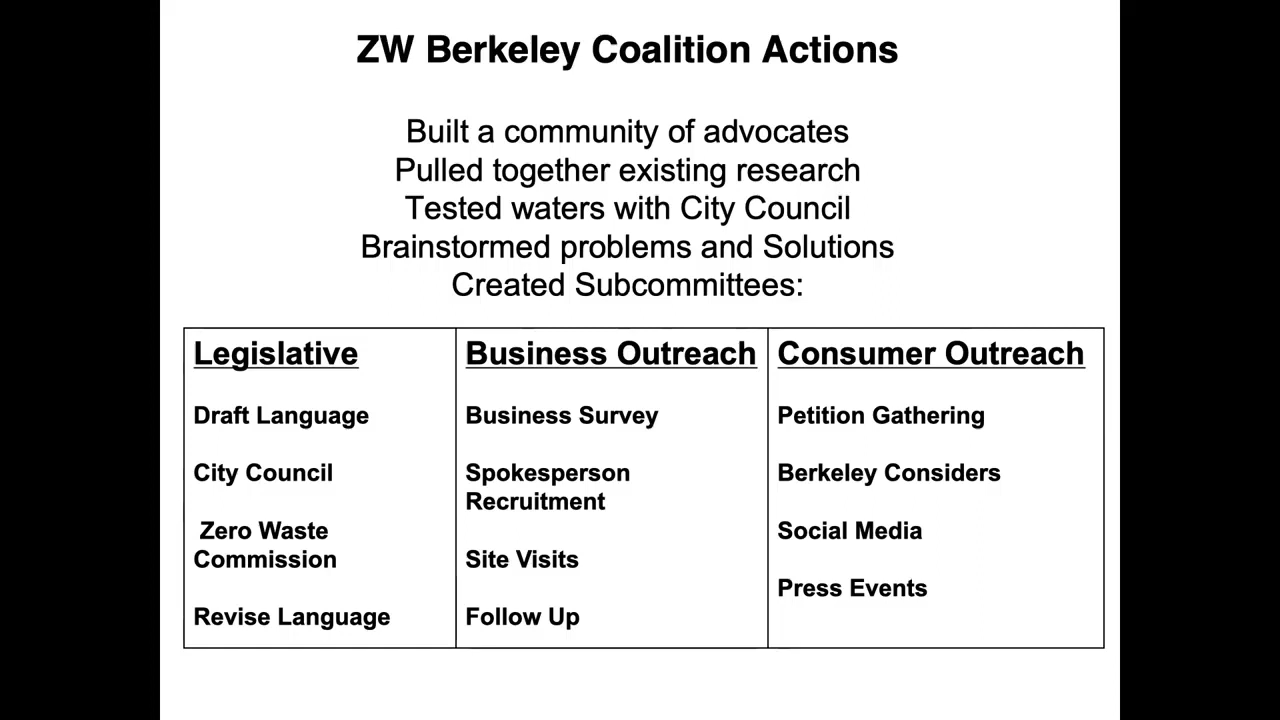 ZW Berkeley Coalition Actions
Built a community of advocates
Pulled together existing research
Tested waters with City Council
Brainstormed problems and Solutions
Created Subcommittees:
Legislative
Draft Language
City Council
Zero Waste
Commission
Revise Language
Business Outreach
Business Survey
Spokesperson
Recruitment
Site Visits
Follow Up
Consumer Outreach
Petition Gathering
Berkeley Considers
Social Media
Press Events